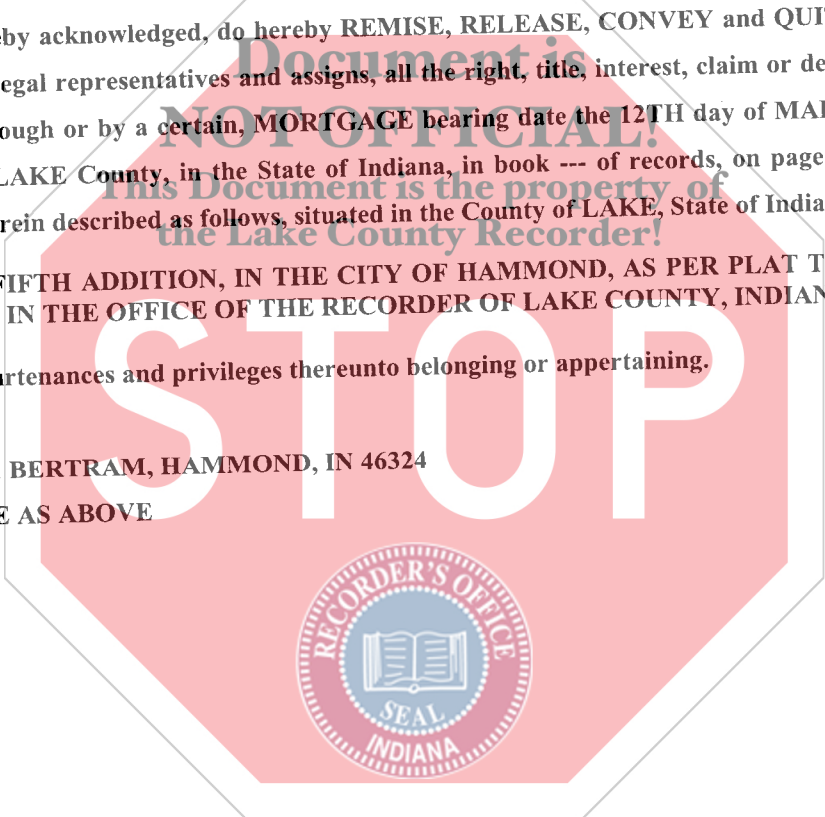 eby acknowledged, do hereby REMISE, RELEASE, CONVEY and QUI
Document is
egal representatives and assigns, all the right, title, interest, claim or de
NOT OFFICIAL!
ough or by a certain, MORTGAGE bearing date the 12TH day of MA
LAKE County, in the State of Indiana, in book --- of records, on page
This Document is the property of
rein described as follows, situated in the County of LAKE, State of India
the Lake County Recorder!
FIFTH ADDITION, IN THE CITY OF HAMMOND, AS PER PLAT T
IN THE OFFICE OF THE RECORDER OF LAKE COUNTY, INDIAN
STOP
urtenances and privileges thereunto belonging or appertaining.
BERTRAM, HAMMOND, IN 46324
E AS ABOVE
RECORDER'S OFFICE
SEAL
INDIANA